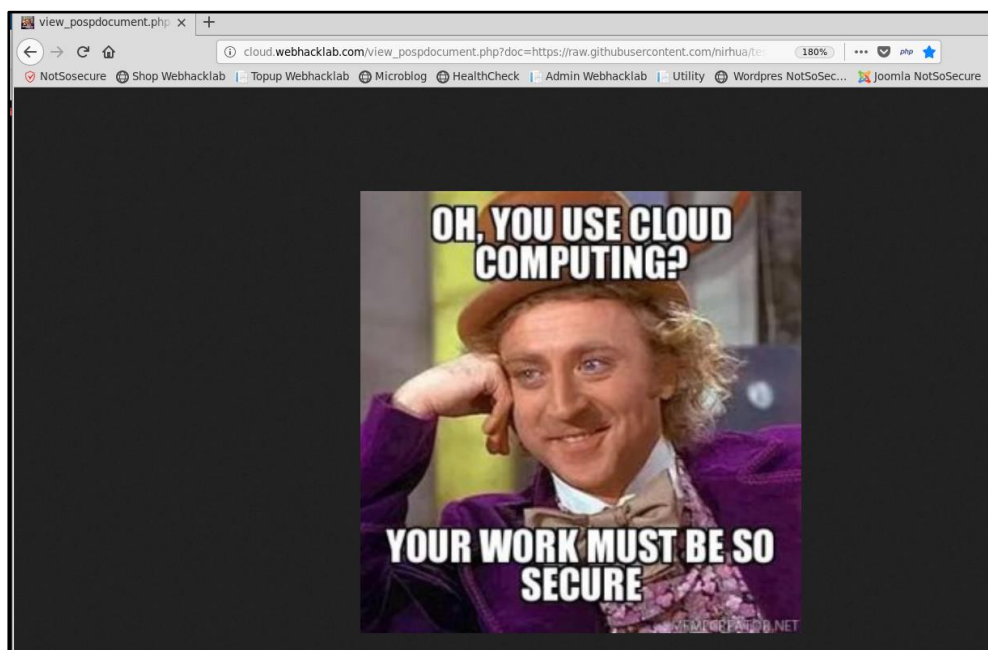 view_pospdocument.php × +
cloud.webhacklab.com/view_pospdocument.php?doc=https://raw.githubusercontent.com/nirhua/te 180% ... php
NotSosecure Shop Webhacklab Topup Webhacklab Microblog HealthCheck Admin Webhacklab Utility Wordpres NotSoSec... Joomla NotSoSecure
OH, YOU USE CLOUD
COMPUTING?
YOUR WORK MUST BE SO
SECURE
MEMECREATOR.NET